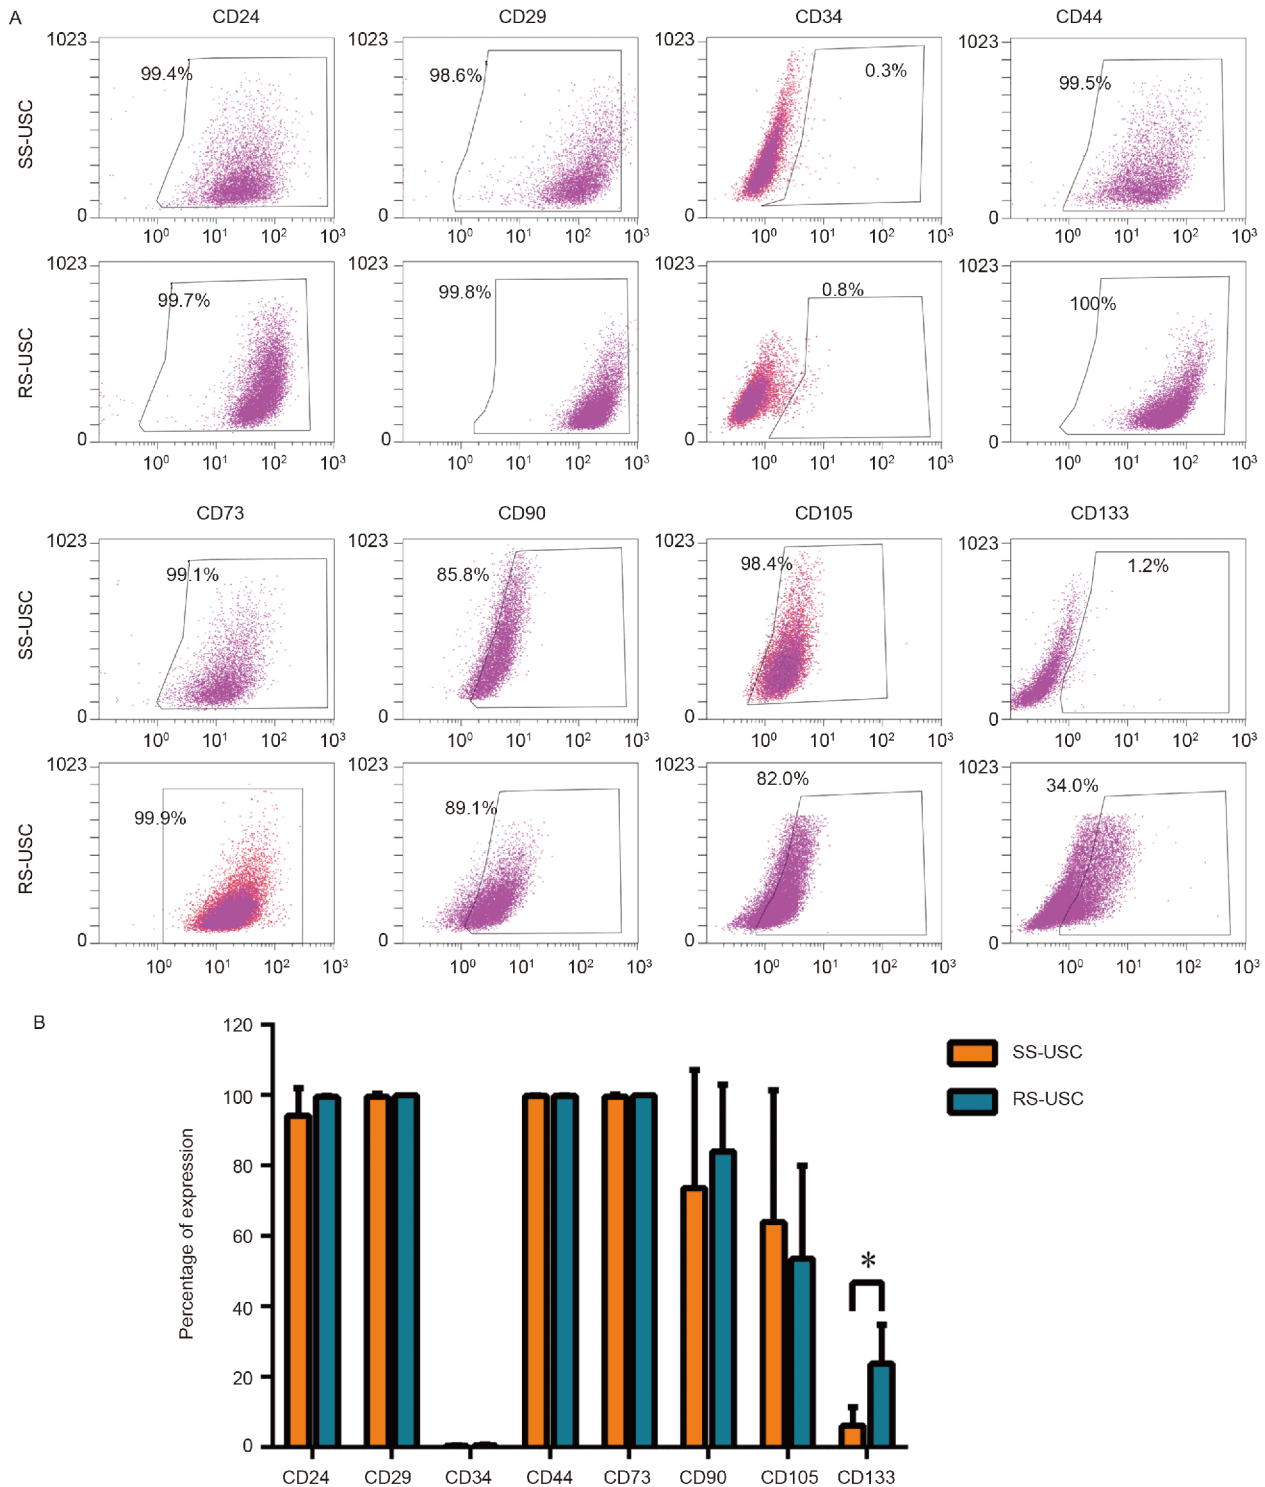 A
CD24 CD29 CD34 CD44
SS-USC
1023 1023 1023 1023
99.4% 98.6% 0.3% 99.5%
0 0 0 0
10⁰ 10¹ 10² 10³ 10⁰ 10¹ 10² 10³ 10⁰ 10¹ 10² 10³ 10⁰ 10¹ 10² 10³
RS-USC
1023 1023 1023 1023
99.7% 99.8% 0.8% 100%
0 0 0 0
10⁰ 10¹ 10² 10³ 10⁰ 10¹ 10² 10³ 10⁰ 10¹ 10² 10³ 10⁰ 10¹ 10² 10³
CD73 CD90 CD105 CD133
SS-USC
1023 1023 1023 1023
99.1% 85.8% 98.4% 1.2%
0 0 0 0
10⁰ 10¹ 10² 10³ 10⁰ 10¹ 10² 10³ 10⁰ 10¹ 10² 10³ 10⁰ 10¹ 10² 10³
RS-USC
1023 1023 1023 1023
99.9% 89.1% 82.0% 34.0%
0 0 0 0
10⁰ 10¹ 10² 10³ 10⁰ 10¹ 10² 10³ 10⁰ 10¹ 10² 10³ 10⁰ 10¹ 10² 10³
B
Percentage of expression
120
100
80
60
40
20
0
SS-USC
RS-USC
*
CD24 CD29 CD34 CD44 CD73 CD90 CD105 CD133